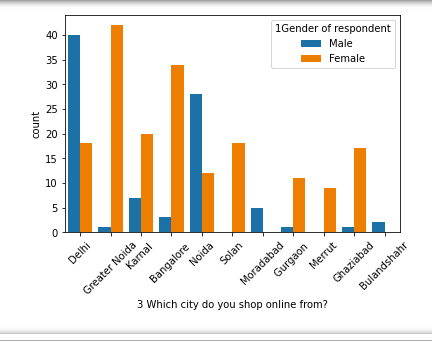 1Gender of respondent
Male
Female
40
35
30
25
20
15
10
5
0
count
Delhi
Greater Noida
Karnal
Bangalore
Noida
Solan
Moradabad
Gurgaon
Merrut
Ghaziabad
Bulandshahr
3 Which city do you shop online from?